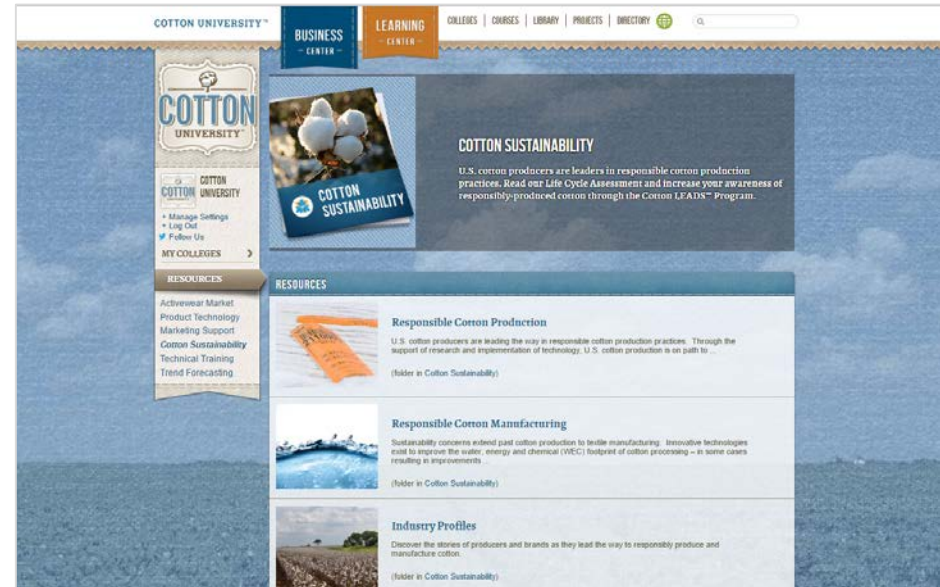 COTTON UNIVERSITY™
BUSINESS
– CENTER –
LEARNING
– CENTER –
COLLEGES | COURSES | LIBRARY | PROJECTS | DIRECTORY
COTTON
UNIVERSITY™
COTTON
COTTON
UNIVERSITY
• Manage Settings
• Log Out
Follow Us
MY COLLEGES
RESOURCES
Activewear Market
Product Technology
Marketing Support
Cotton Sustainability
Technical Training
Trend Forecasting
COTTON
SUSTAINABILITY
COTTON SUSTAINABILITY
U.S. cotton producers are leaders in responsible cotton production
practices. Read our Life Cycle Assessment and increase your awareness of
responsibly-produced cotton through the Cotton LEADS™ Program.
RESOURCES
Responsible Cotton Production
U.S. cotton producers are leading the way in responsible cotton production practices. Through the
support of research and implementation of technology, U.S. cotton production is on path to ...
(folder in Cotton Sustainability)
Responsible Cotton Manufacturing
Sustainability concerns extend past cotton production to textile manufacturing. Innovative technologies
exist to improve the water, energy and chemical (WEC) footprint of cotton processing – in some cases
resulting in improvements ...
(folder in Cotton Sustainability)
Industry Profiles
Discover the stories of producers and brands as they lead the way to responsibly produce and
manufacture cotton.
(folder in Cotton Sustainability)